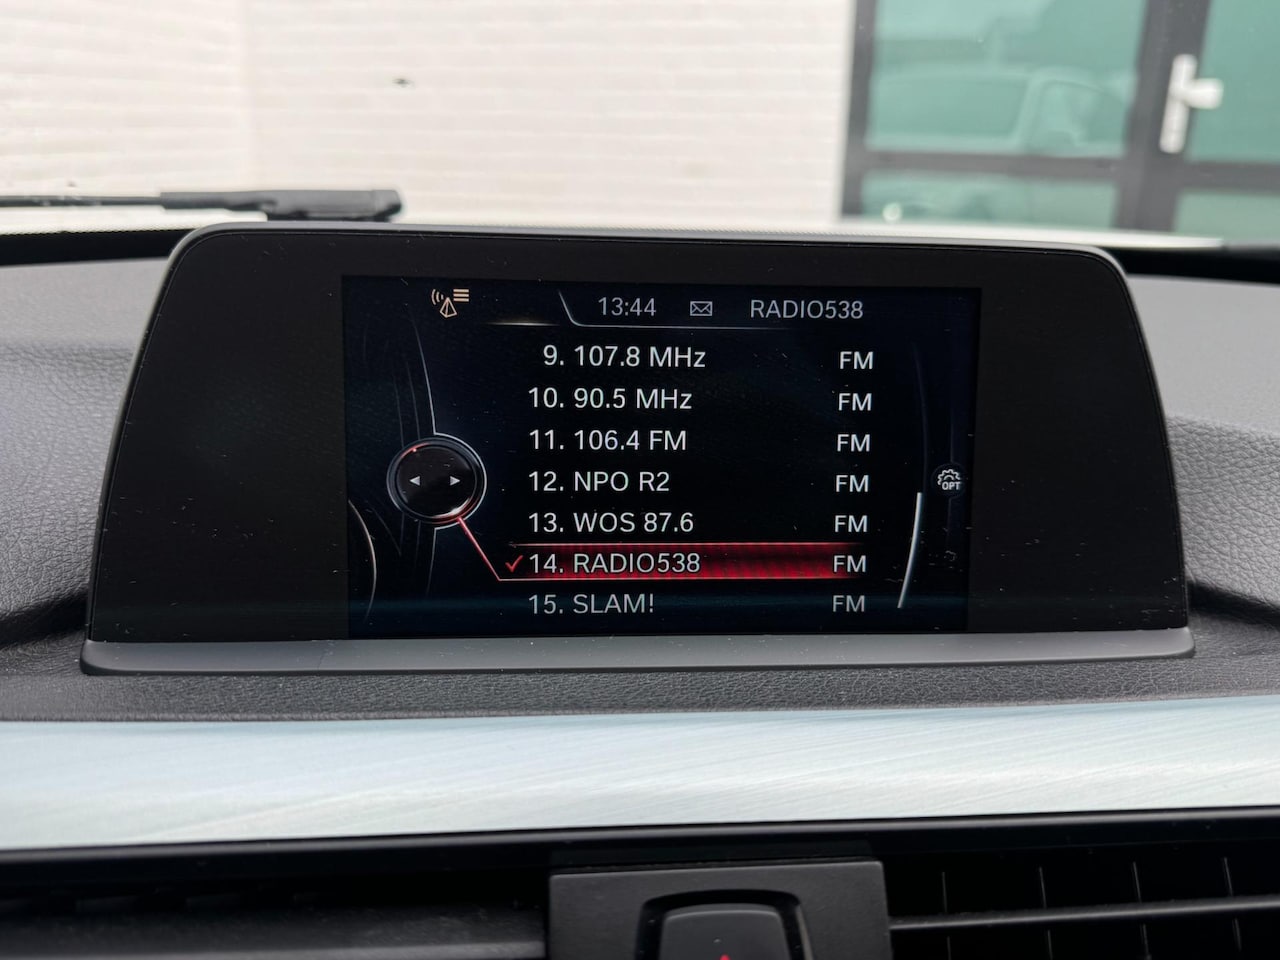 13:44 RADIO538
9. 107.8 MHz FM
10. 90.5 MHz FM
11. 106.4 FM FM
12. NPO R2 FM
13. WOS 87.6 FM
OPT
14. RADIO538 FM
15. SLAM! FM